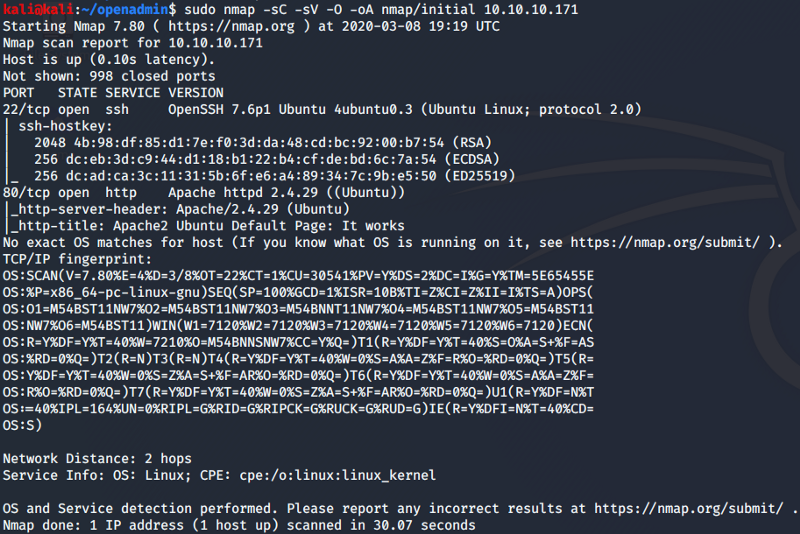 kali@kali:~/openadmin$ sudo nmap -sC -sV -O -oA nmap/initial 10.10.10.171
Starting Nmap 7.80 ( https://nmap.org ) at 2020-03-08 19:19 UTC
Nmap scan report for 10.10.10.171
Host is up (0.10s latency).
Not shown: 998 closed ports
PORT   STATE SERVICE VERSION
22/tcp open  ssh     OpenSSH 7.6p1 Ubuntu 4ubuntu0.3 (Ubuntu Linux; protocol 2.0)
| ssh-hostkey:
|   2048 4b:98:df:85:d1:7e:f0:3d:da:48:cd:bc:92:00:b7:54 (RSA)
|   256 dc:eb:3d:c9:44:d1:18:b1:22:b4:cf:de:bd:6c:7a:54 (ECDSA)
|_  256 dc:ad:ca:3c:11:31:5b:6f:e6:a4:89:34:7c:9b:e5:50 (ED25519)
80/tcp open  http    Apache httpd 2.4.29 ((Ubuntu))
|_http-server-header: Apache/2.4.29 (Ubuntu)
|_http-title: Apache2 Ubuntu Default Page: It works
No exact OS matches for host (If you know what OS is running on it, see https://nmap.org/submit/ ).
TCP/IP fingerprint:
OS:SCAN(V=7.80%E=4%D=3/8%OT=22%CT=1%CU=30541%PV=Y%DS=2%DC=I%G=Y%TM=5E65455E
OS:%P=x86_64-pc-linux-gnu)SEQ(SP=100%GCD=1%ISR=10B%TI=Z%CI=Z%II=I%TS=A)OPS(
OS:O1=M54BST11NW7%O2=M54BST11NW7%O3=M54BNNT11NW7%O4=M54BST11NW7%O5=M54BST11
OS:NW7%O6=M54BST11)WIN(W1=7120%W2=7120%W3=7120%W4=7120%W5=7120%W6=7120)ECN(
OS:R=Y%DF=Y%T=40%W=7210%O=M54BNNSNW7%CC=Y%Q=)T1(R=Y%DF=Y%T=40%S=O%A=S+%F=AS
OS:%RD=0%Q=)T2(R=N)T3(R=N)T4(R=Y%DF=Y%T=40%W=0%S=A%A=Z%F=R%O=%RD=0%Q=)T5(R=
OS:Y%DF=Y%T=40%W=0%S=Z%A=S+%F=AR%O=%RD=0%Q=)T6(R=Y%DF=Y%T=40%W=0%S=A%A=Z%F=
OS:R%O=%RD=0%Q=)T7(R=Y%DF=Y%T=40%W=0%S=Z%A=S+%F=AR%O=%RD=0%Q=)U1(R=Y%DF=N%T
OS:=40%IPL=164%UN=0%RIPL=G%RID=G%RIPCK=G%RUCK=G%RUD=G)IE(R=Y%DFI=N%T=40%CD=
OS:S)
Network Distance: 2 hops
Service Info: OS: Linux; CPE: cpe:/o:linux:linux_kernel
OS and Service detection performed. Please report any incorrect results at https://nmap.org/submit/ .
Nmap done: 1 IP address (1 host up) scanned in 30.07 seconds